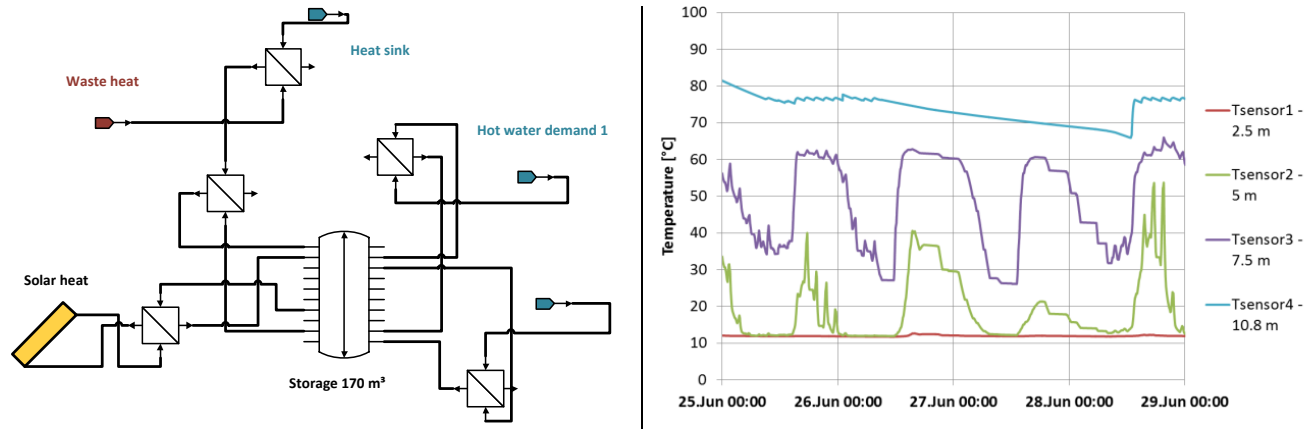 Heat sink
Waste heat
Hot water demand 1
Solar heat
Storage 170 m³
Temperature [°C]
100
90
80
70
60
50
40
30
20
10
0
25.Jun 00:00
26.Jun 00:00
27.Jun 00:00
28.Jun 00:00
29.Jun 00:00
Tsensor1 -
2.5 m
Tsensor2 -
5 m
Tsensor3 -
7.5 m
Tsensor4 -
10.8 m